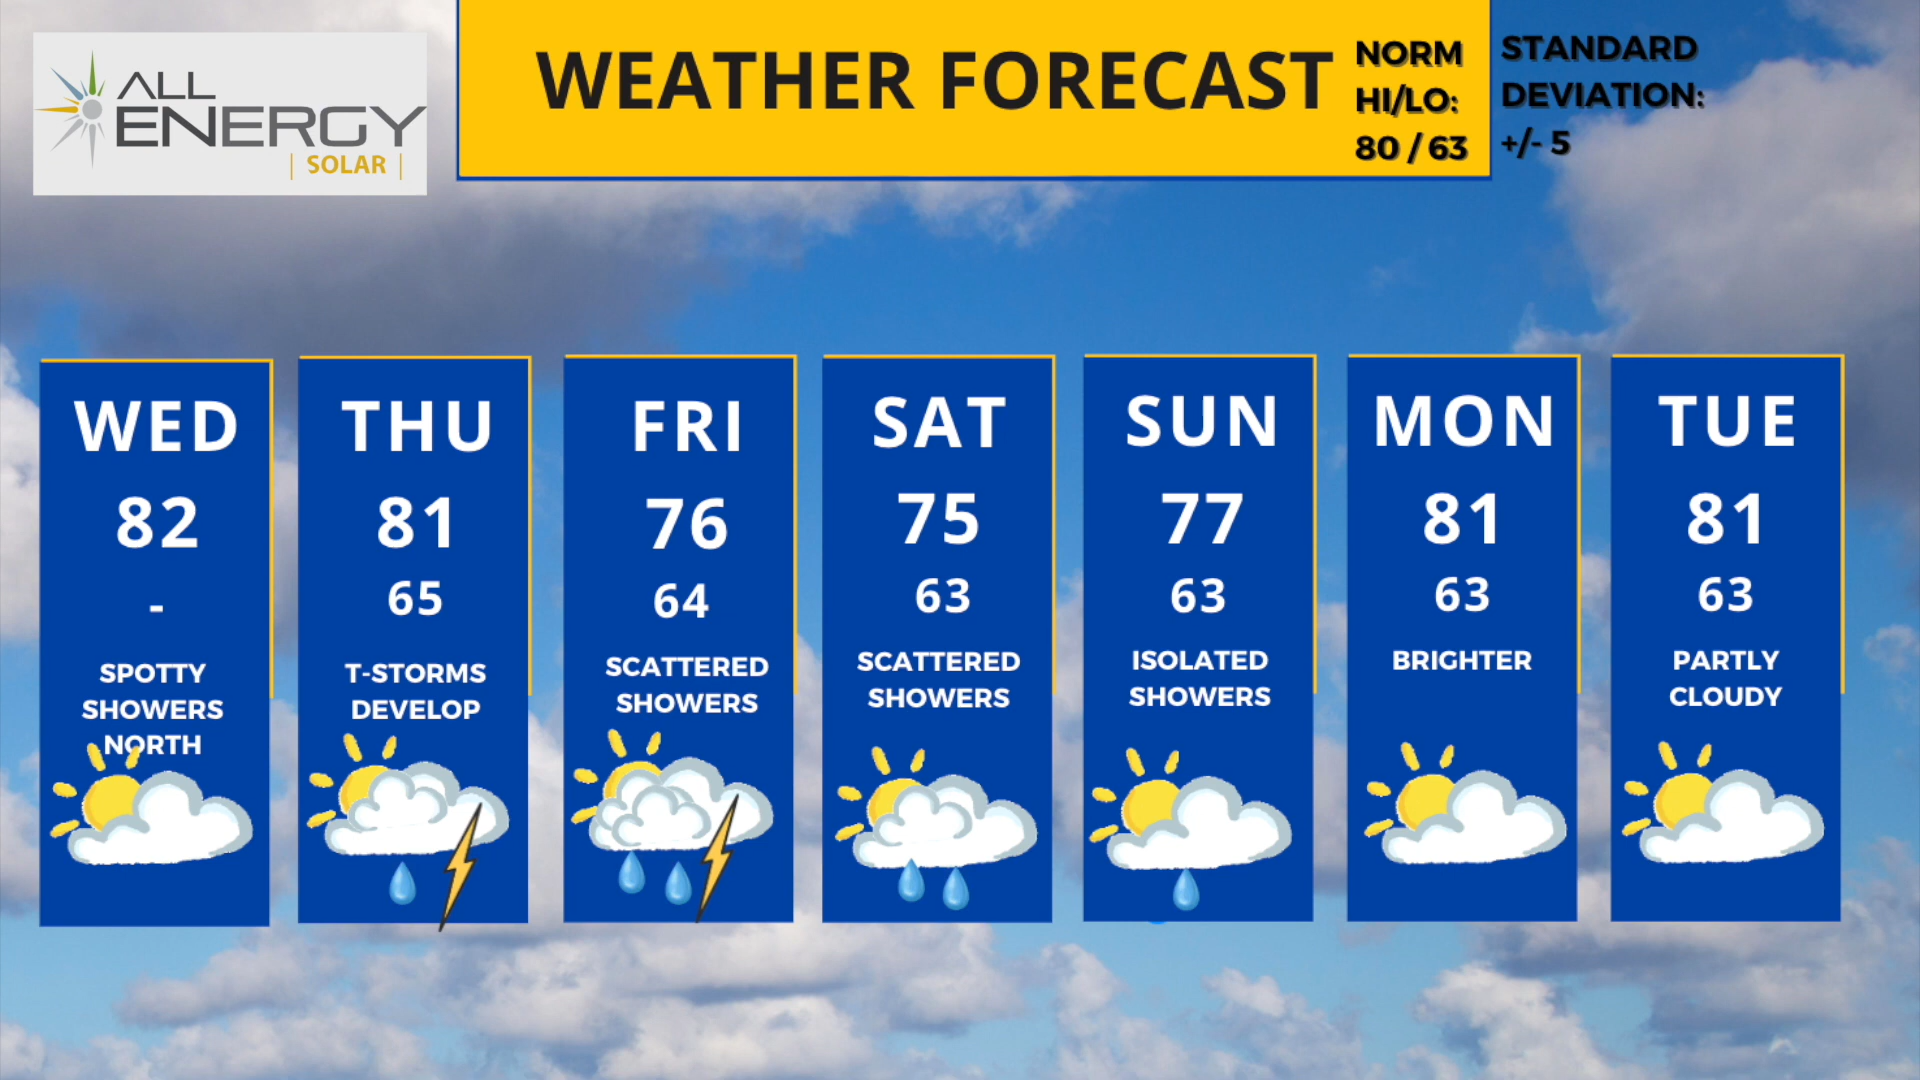 ALL
ENERGY
| SOLAR |
WEATHER FORECAST
NORM
HI/LO:
80 / 63
STANDARD
DEVIATION:
+/- 5
WED
82
-
SPOTTY
SHOWERS
NORTH
THU
81
65
T-STORMS
DEVELOP
FRI
76
64
SCATTERED
SHOWERS
SAT
75
63
SCATTERED
SHOWERS
SUN
77
63
ISOLATED
SHOWERS
MON
81
63
BRIGHTER
TUE
81
63
PARTLY
CLOUDY